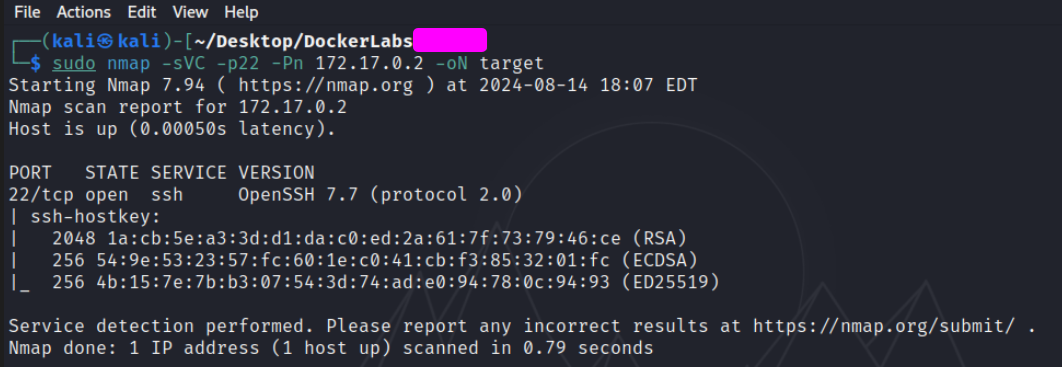 File Actions Edit View Help
┌──(kali㉿kali)-[~/Desktop/DockerLabs
└─$ sudo nmap -sVC -p22 -Pn 172.17.0.2 -oN target
Starting Nmap 7.94 ( https://nmap.org ) at 2024-08-14 18:07 EDT
Nmap scan report for 172.17.0.2
Host is up (0.00050s latency).
PORT   STATE SERVICE VERSION
22/tcp open  ssh     OpenSSH 7.7 (protocol 2.0)
| ssh-hostkey:
|   2048 1a:cb:5e:a3:3d:d1:da:c0:ed:2a:61:7f:73:79:46:ce (RSA)
|   256 54:9e:53:23:57:fc:60:1e:c0:41:cb:f3:85:32:01:fc (ECDSA)
|_  256 4b:15:7e:7b:b3:07:54:3d:74:ad:e0:94:78:0c:94:93 (ED25519)
Service detection performed. Please report any incorrect results at https://nmap.org/submit/ .
Nmap done: 1 IP address (1 host up) scanned in 0.79 seconds